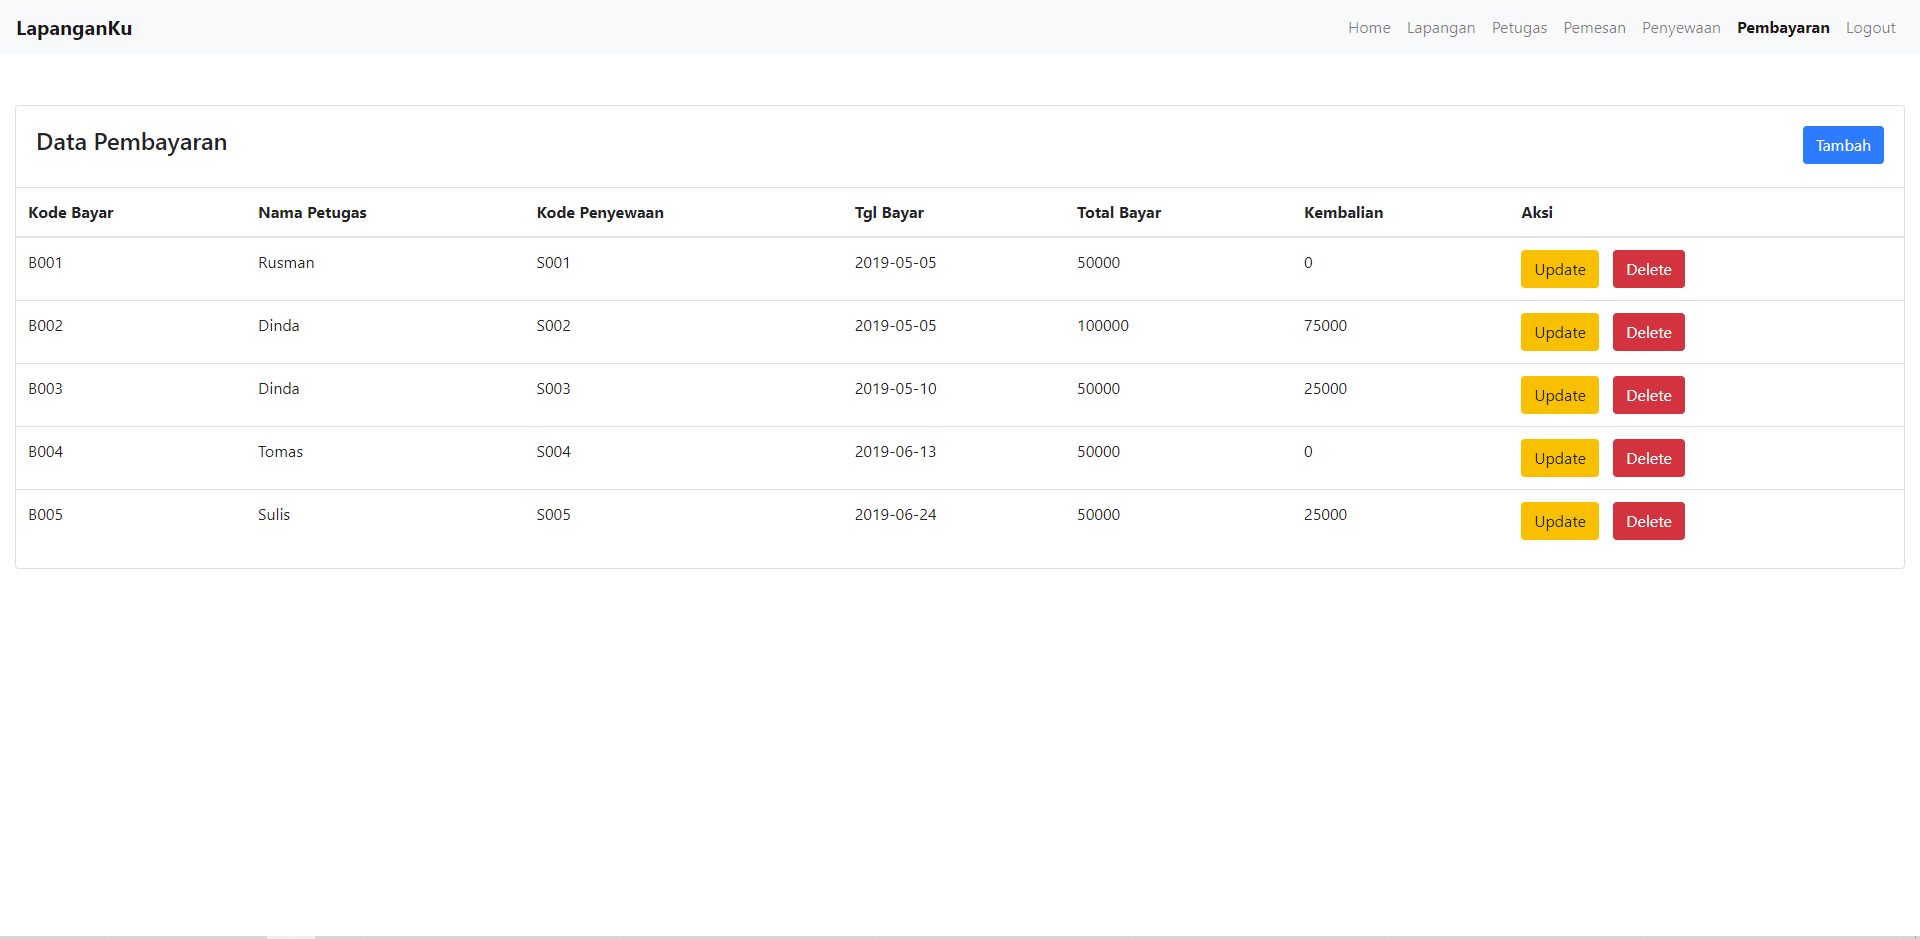 LapanganKu Home Lapangan Petugas Pemesan Penyewaan Pembayaran Logout
Data Pembayaran Tambah
Kode Bayar Nama Petugas Kode Penyewaan Tgl Bayar Total Bayar Kembalian Aksi
B001 Rusman S001 2019-05-05 50000 0 Update Delete
B002 Dinda S002 2019-05-05 100000 75000 Update Delete
B003 Dinda S003 2019-05-10 50000 25000 Update Delete
B004 Tomas S004 2019-06-13 50000 0 Update Delete
B005 Sulis S005 2019-06-24 50000 25000 Update Delete